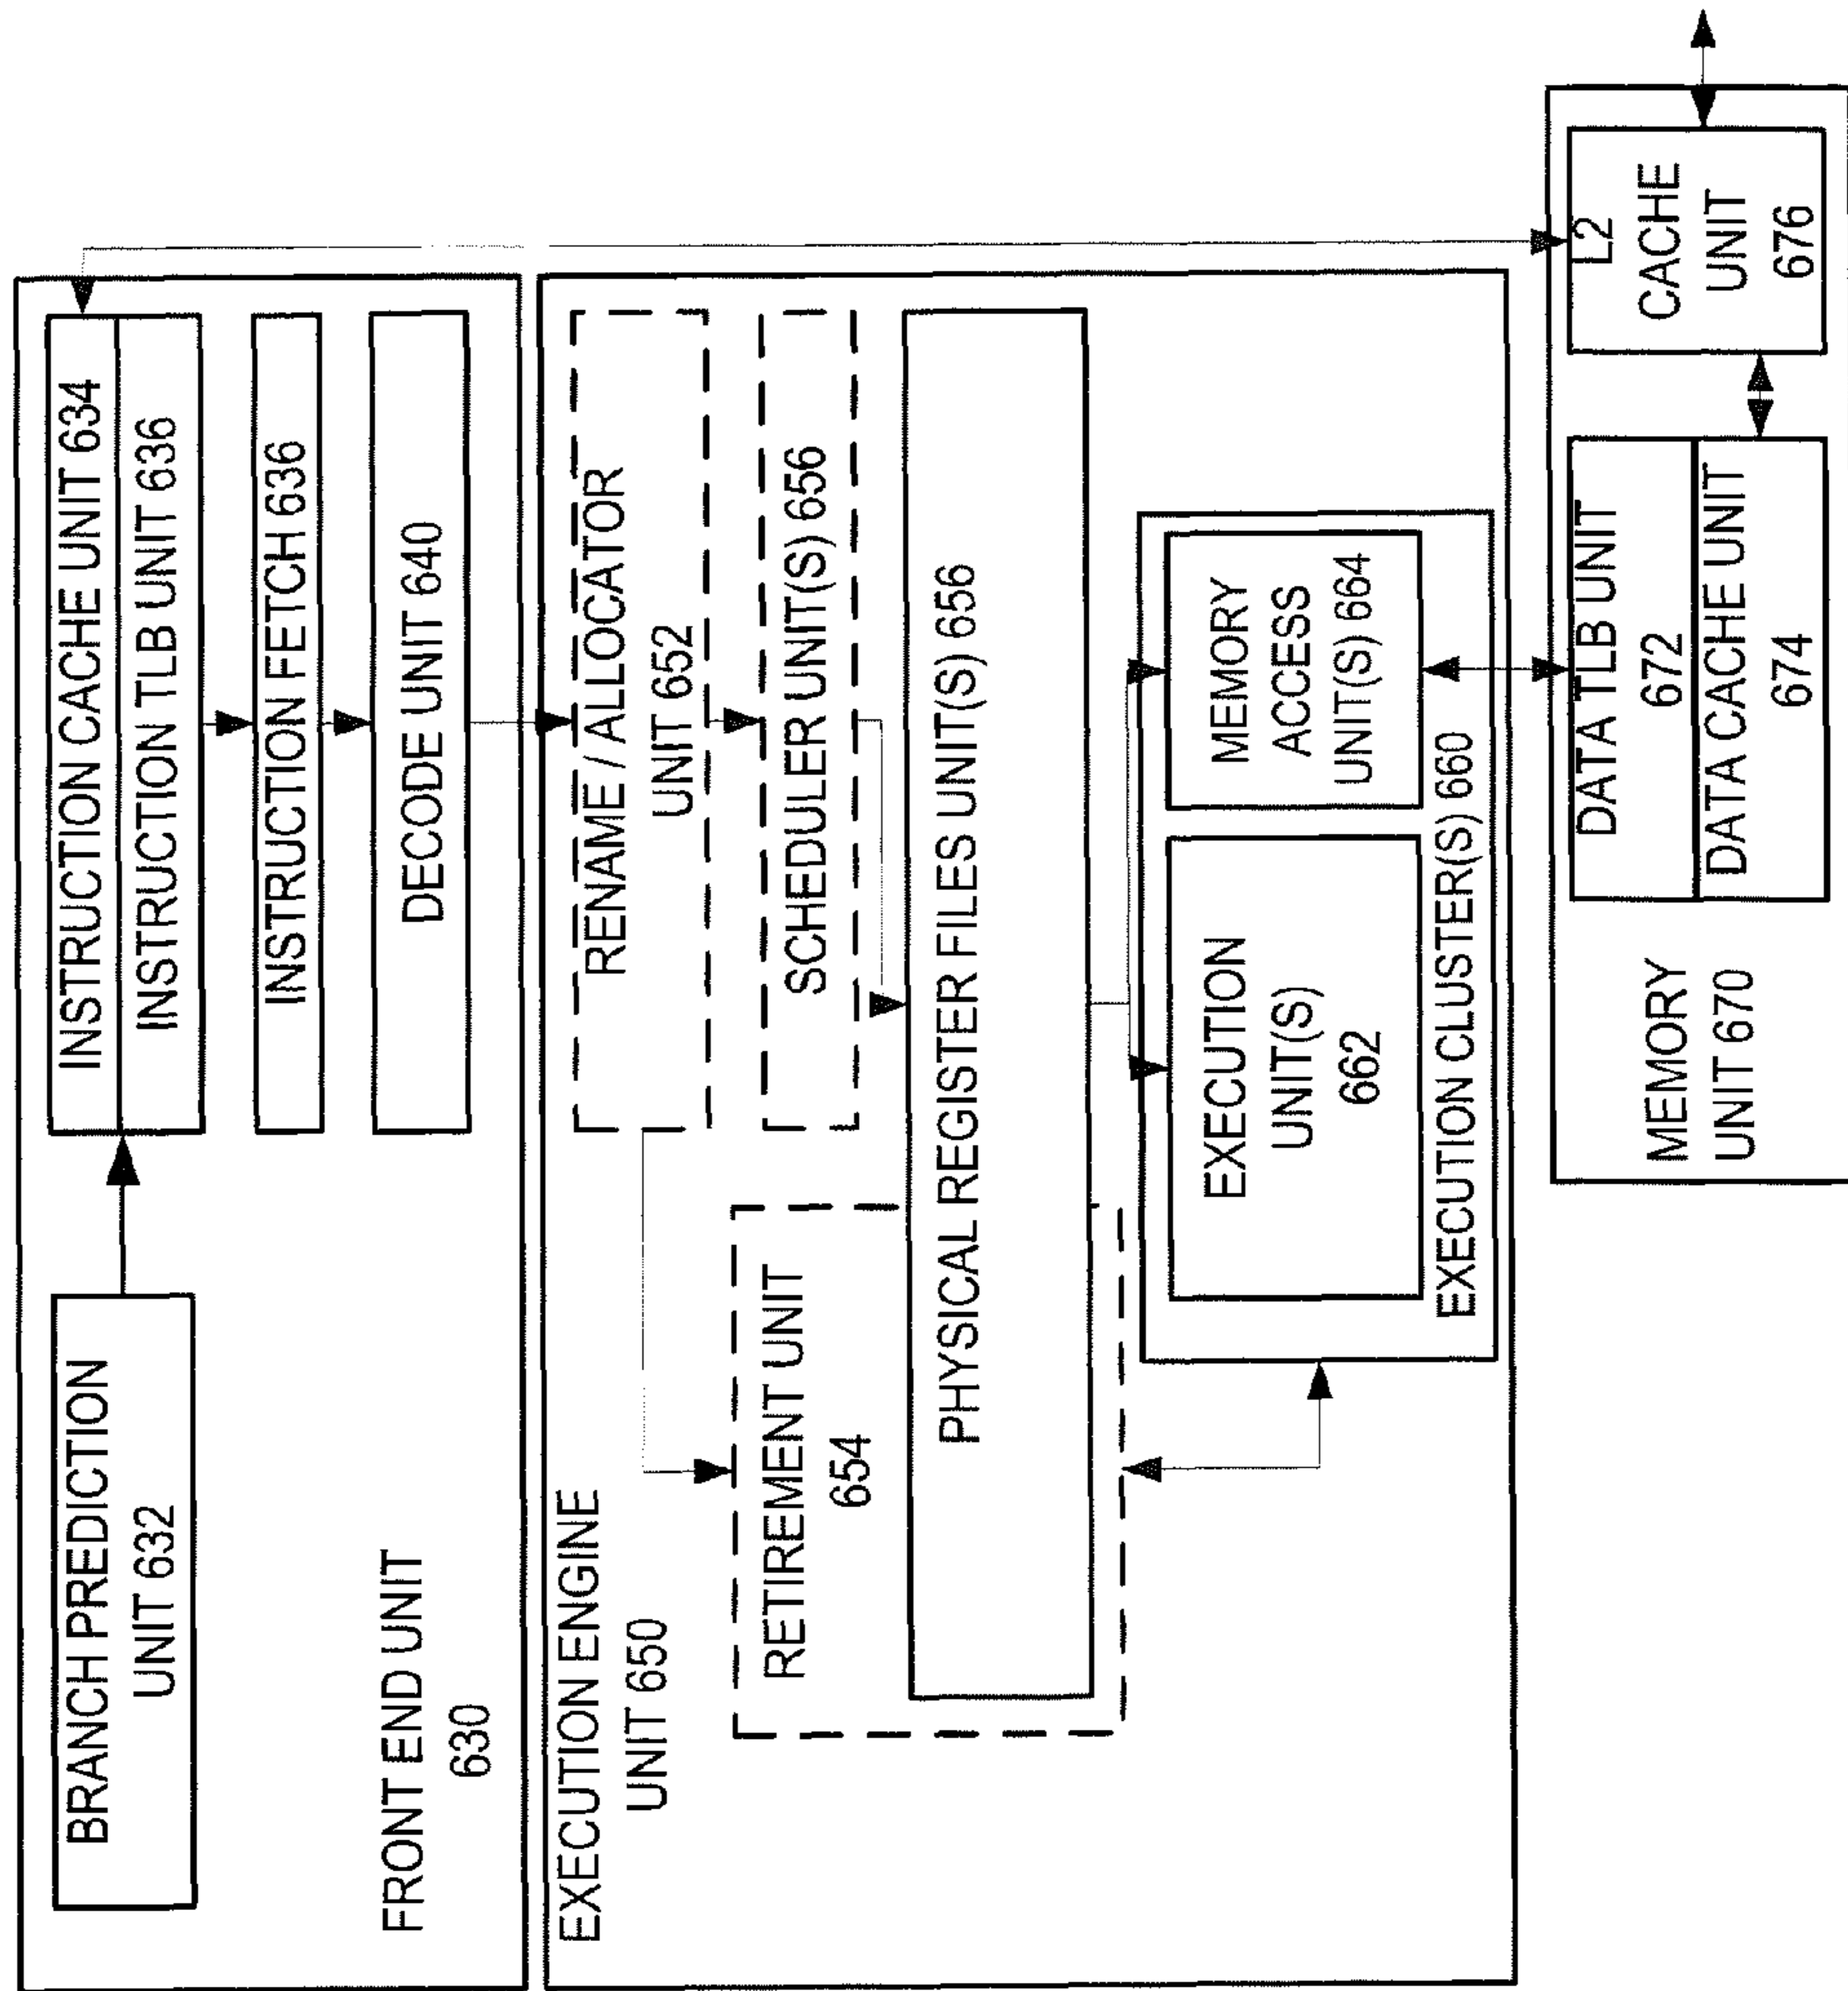 BRANCH PREDICTION
UNIT 632
INSTRUCTION CACHE UNIT 634
INSTRUCTION TLB UNIT 636
INSTRUCTION FETCH 636
DECODE UNIT 640
FRONT END UNIT
630
EXECUTION ENGINE
UNIT 650
RENAME / ALLOCATOR
UNIT 652
RETIREMENT UNIT
654
SCHEDULER UNIT(S) 656
PHYSICAL REGISTER FILES UNIT(S) 656
EXECUTION
UNIT(S)
662
MEMORY
ACCESS
UNIT(S) 664
EXECUTION CLUSTER(S) 660
MEMORY
UNIT 670
DATA TLB UNIT
672
DATA CACHE UNIT
674
L2
CACHE
UNIT
676